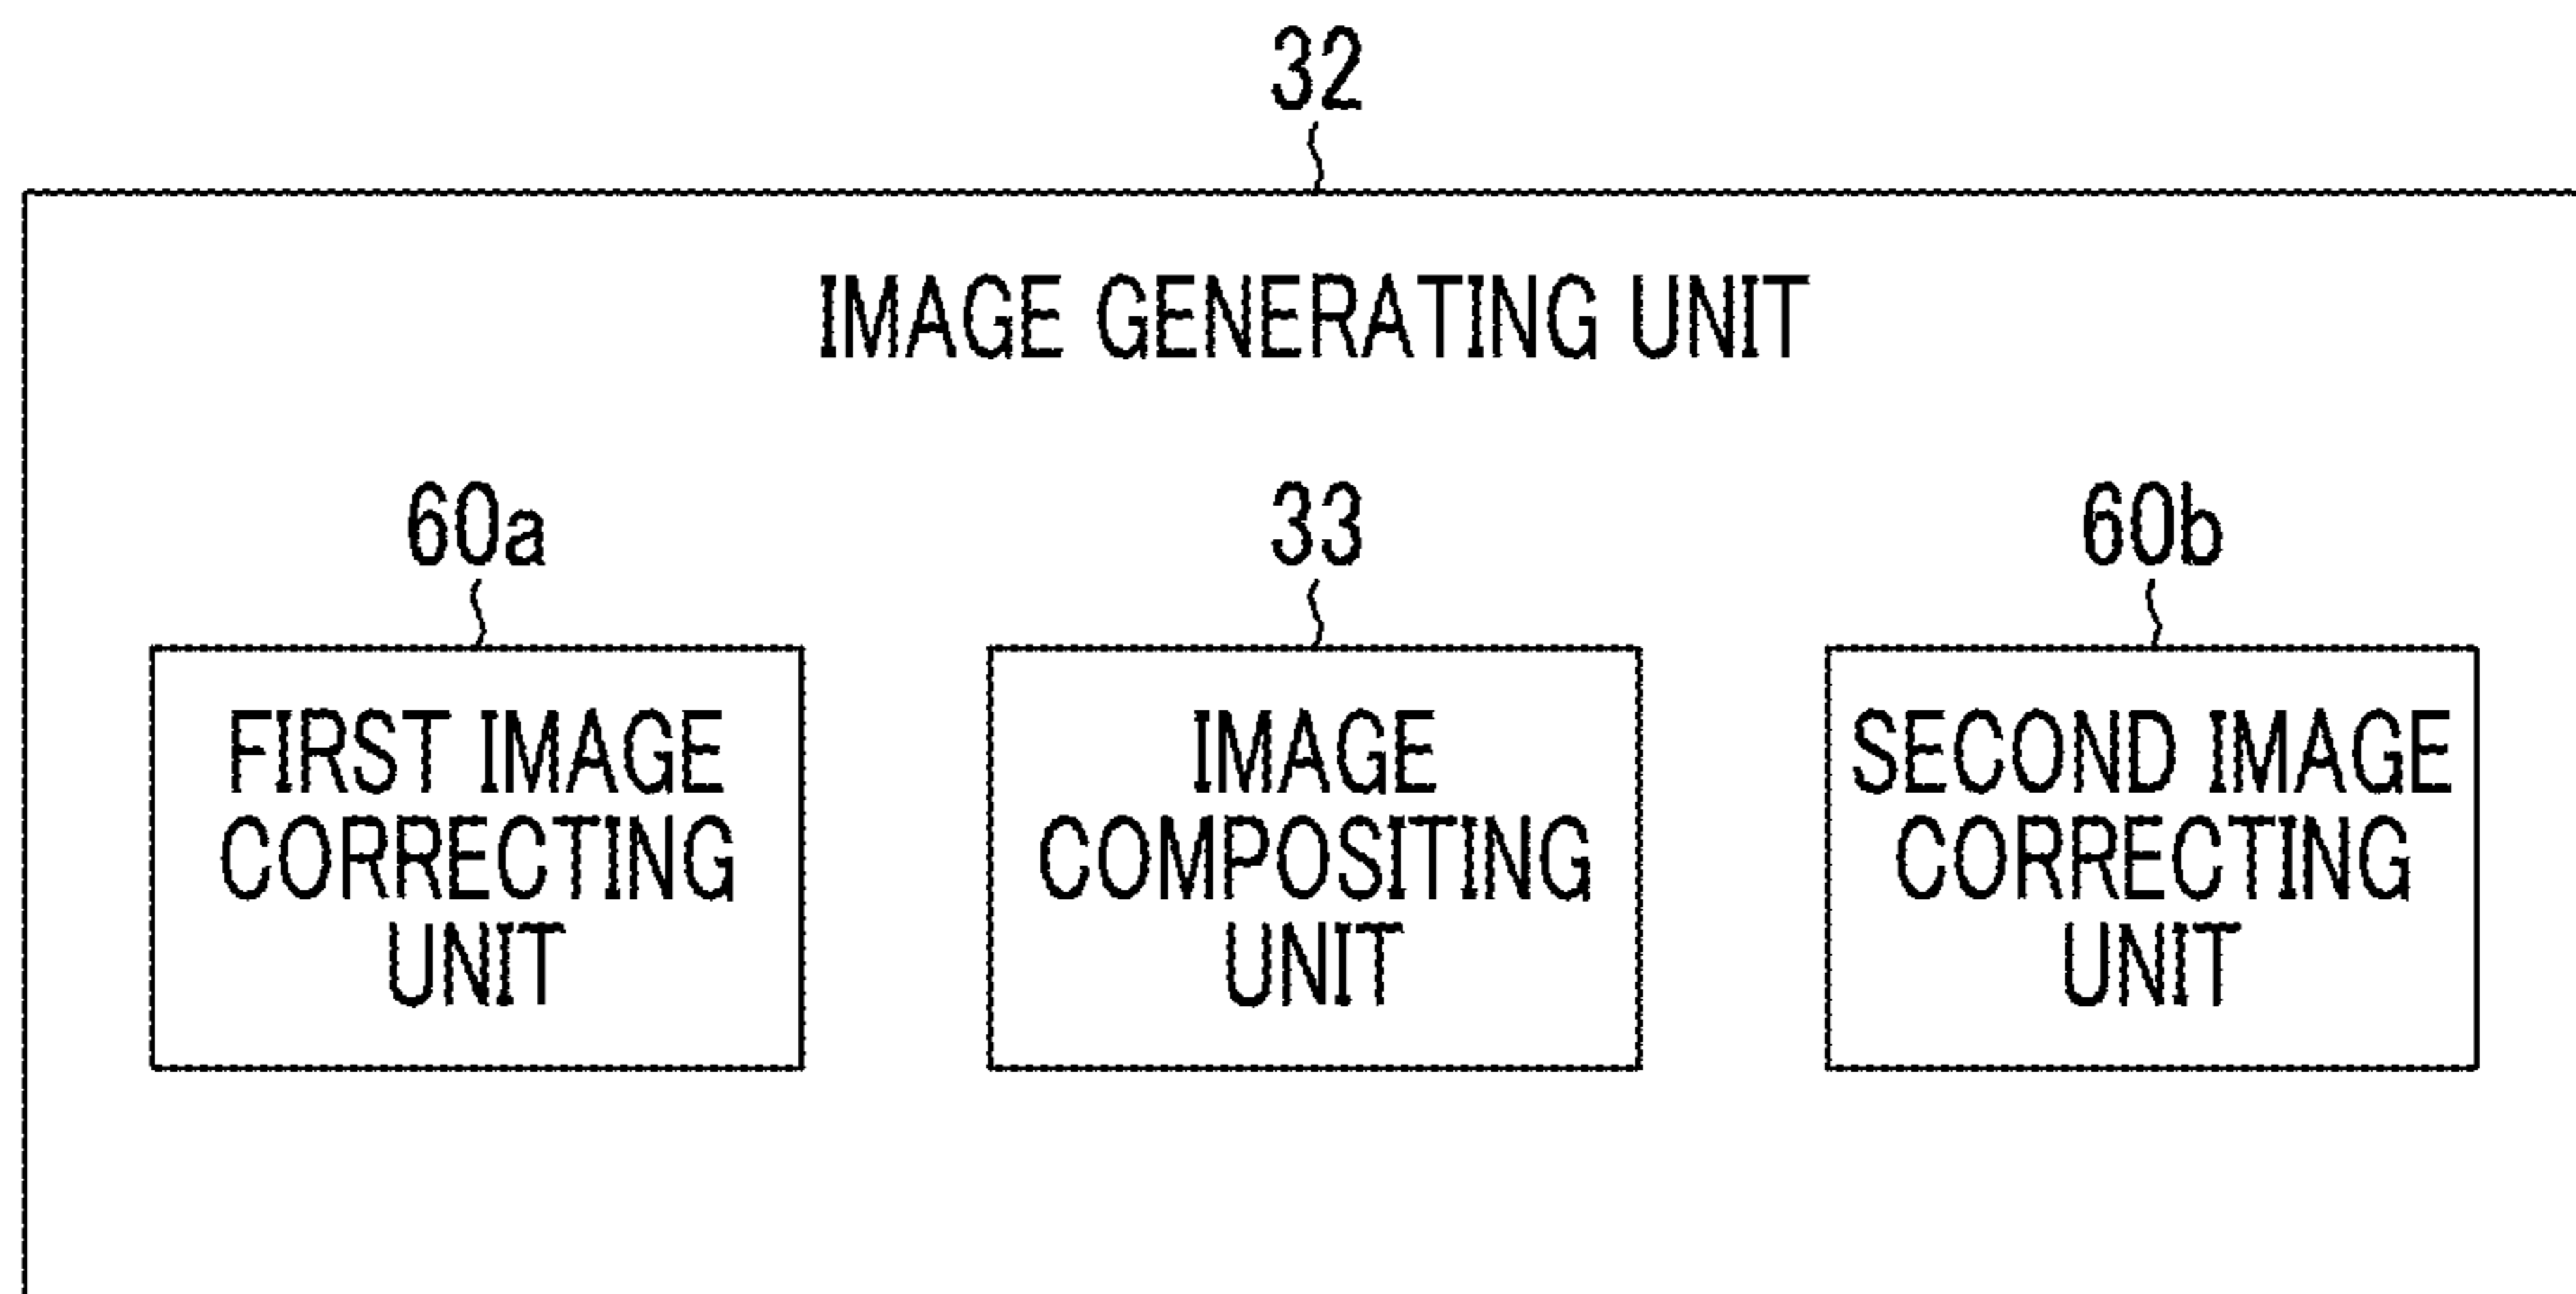 32
IMAGE GENERATING UNIT
60a
33
60b
FIRST IMAGE
CORRECTING
UNIT
IMAGE
COMPOSITING
UNIT
SECOND IMAGE
CORRECTING
UNIT